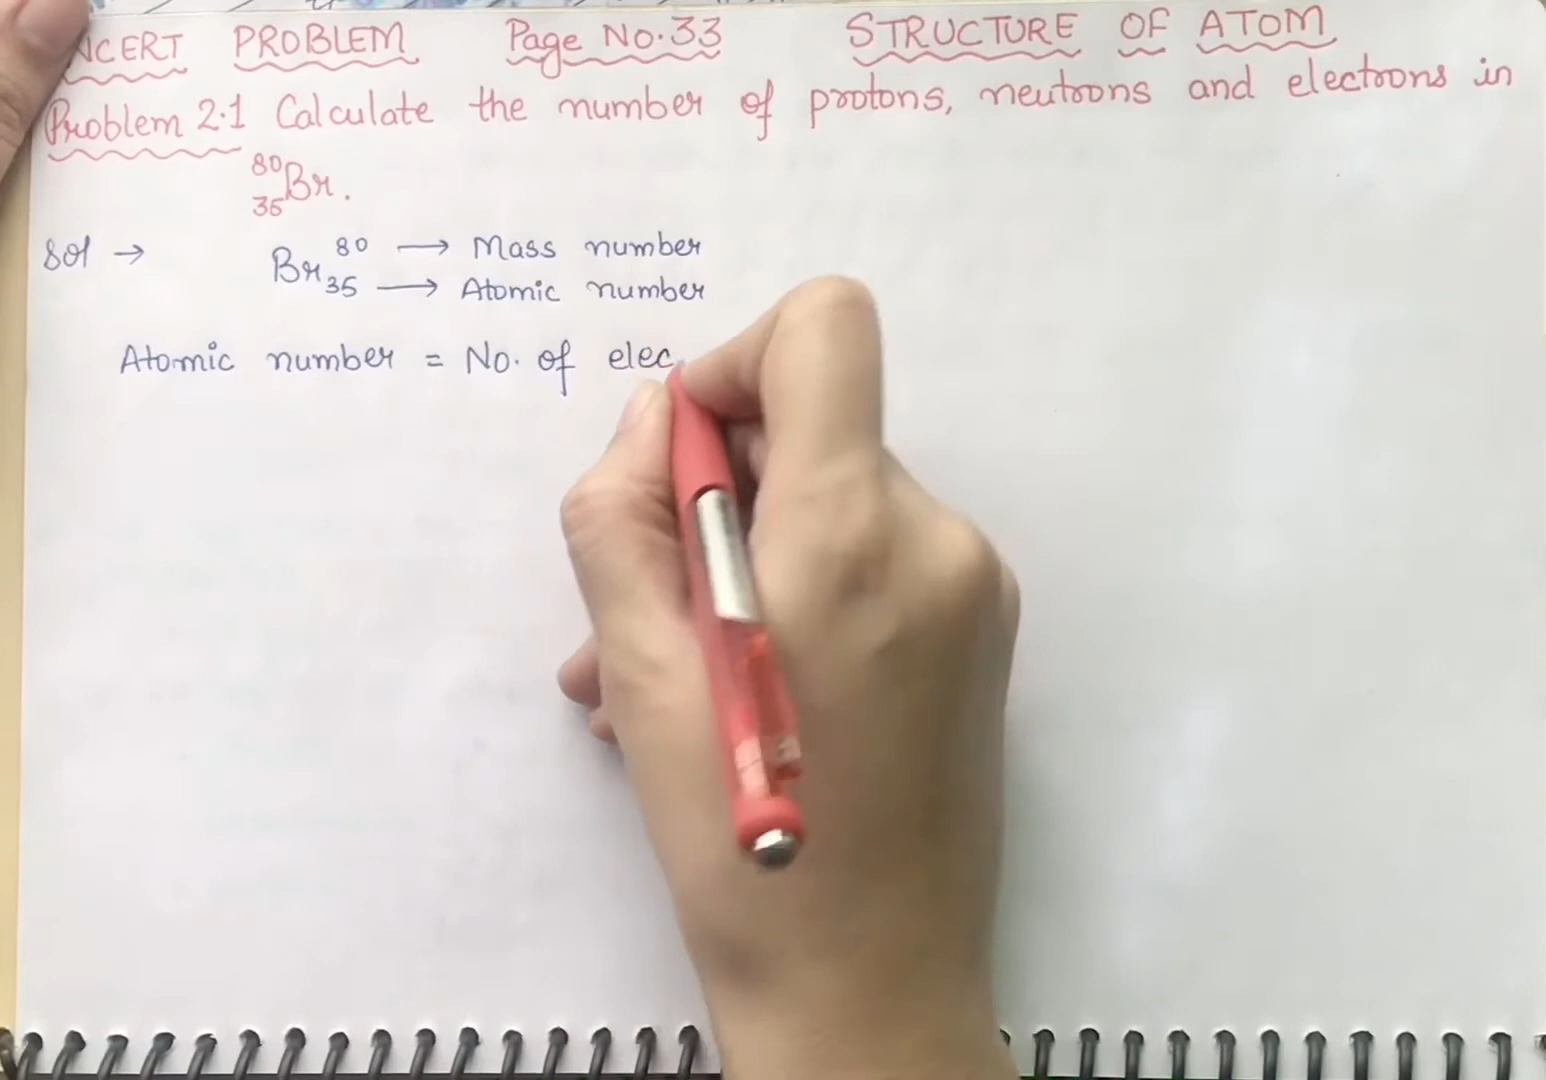 NCERT PROBLEM Page No.33 STRUCTURE OF ATOM
Problem 2.1 Calculate the number of protons, neutrons and electrons in
⁸⁰₃₅Br.
Sol → Br ⁸⁰ → Mass number
₃₅ → Atomic number
Atomic number = No. of elec